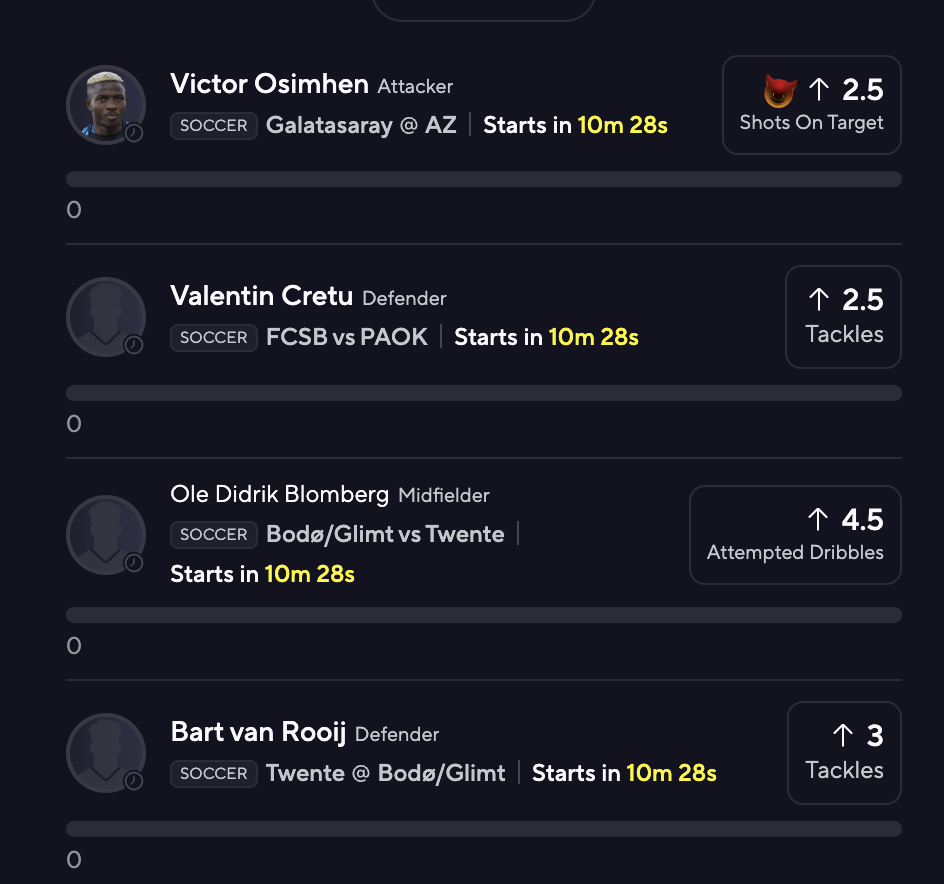 Victor Osimhen Attacker
SOCCER Galatasaray @ AZ | Starts in 10m 28s
↑ 2.5
Shots On Target
0
Valentin Cretu Defender
SOCCER FCSB vs PAOK | Starts in 10m 28s
↑ 2.5
Tackles
0
Ole Didrik Blomberg Midfielder
SOCCER Bodø/Glimt vs Twente |
Starts in 10m 28s
↑ 4.5
Attempted Dribbles
0
Bart van Rooij Defender
SOCCER Twente @ Bodø/Glimt | Starts in 10m 28s
↑ 3
Tackles
0